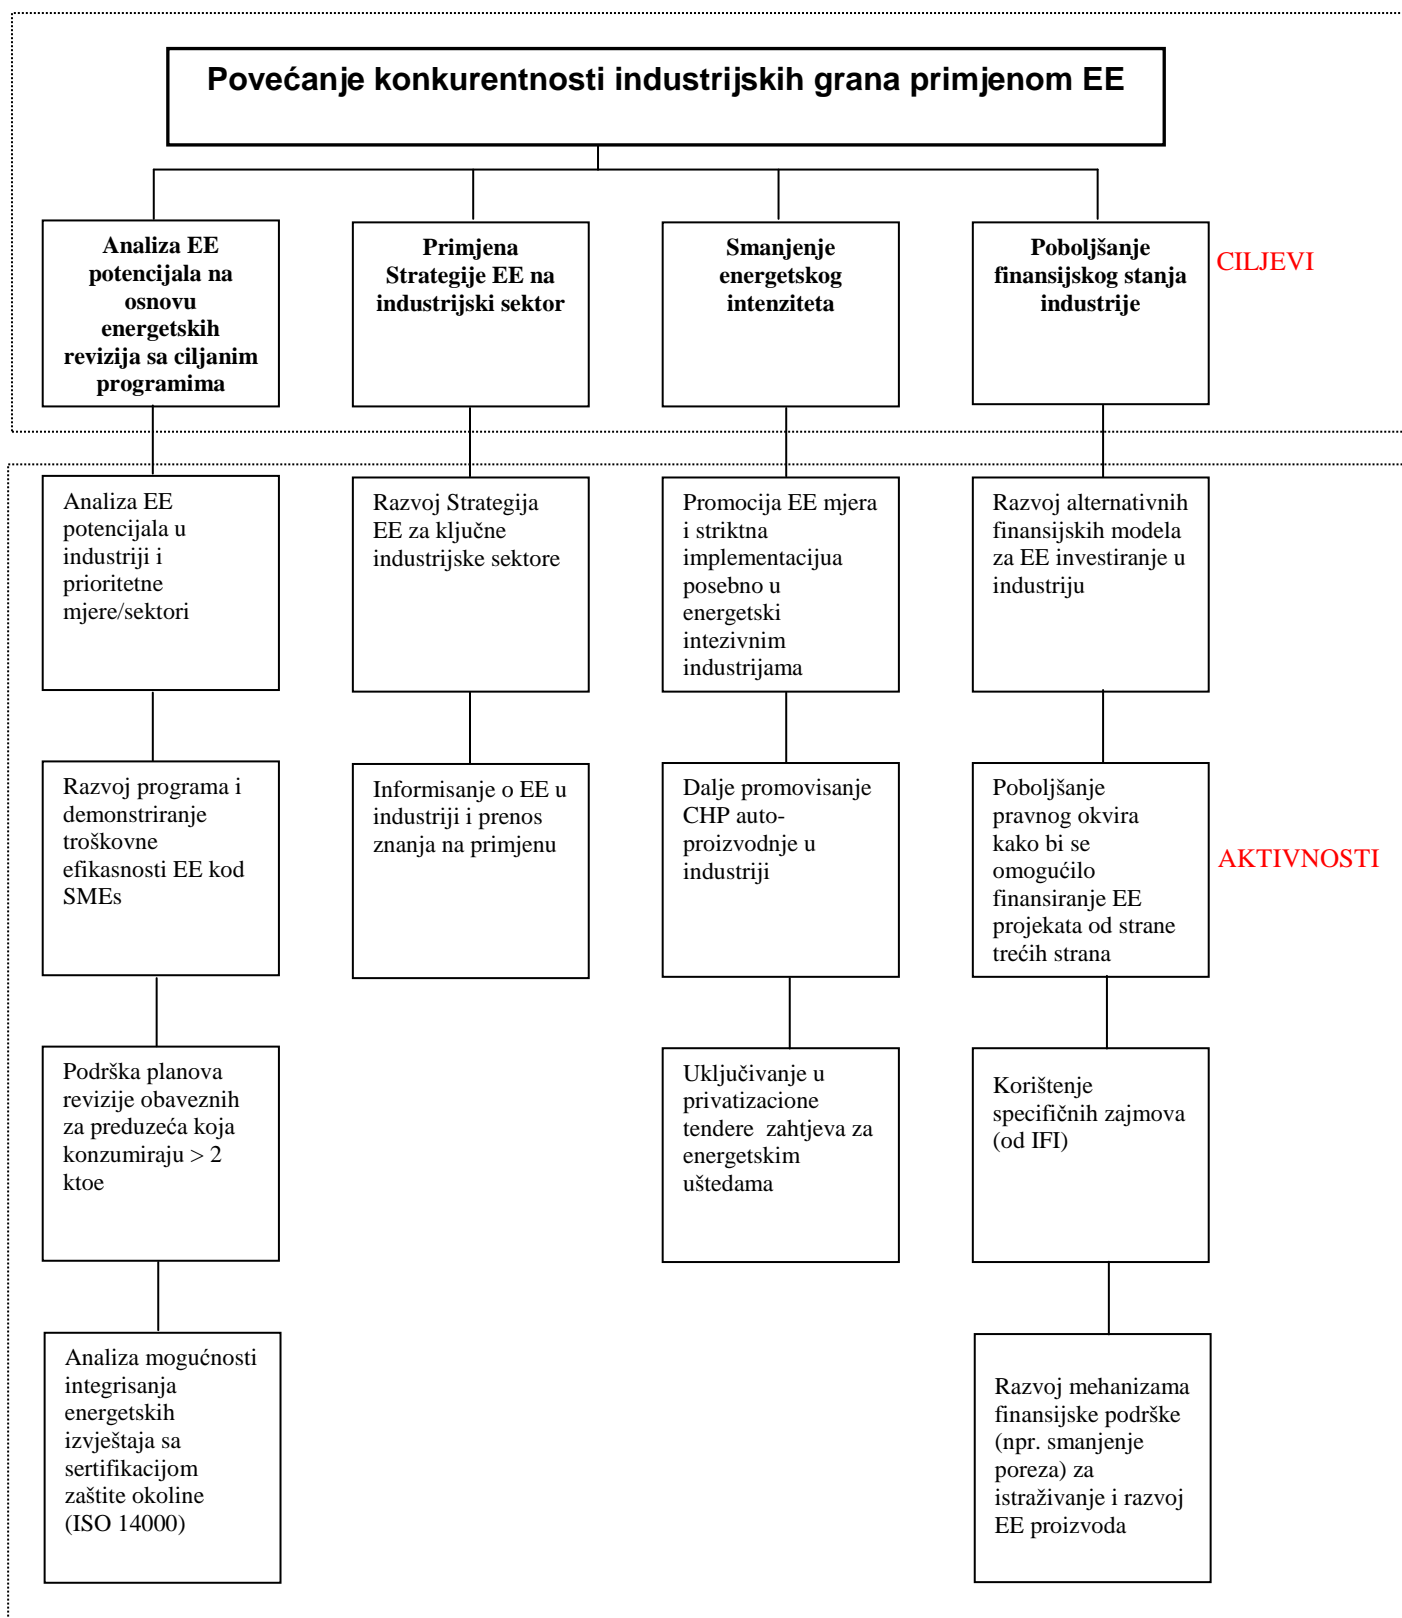 Povećanje konkurentnosti industrijskih grana primjenom EE
Analiza EE
potencijala na
osnovu
energetskih
revizija sa ciljanim
programima
Primjena
Strategije EE na
industrijski sektor
Smanjenje
energetskog
intenziteta
Poboljšanje
finansijskog stanja
industrije
CILJEVI
Analiza EE
potencijala u
industriji i
prioritetne
mjere/sektori
Razvoj Strategija
EE za ključne
industrijske sektore
Promocija EE mjera
i striktna
implementacijua
posebno u
energetski
intezivnim
industrijama
Razvoj alternativnih
finansijskih modela
za EE investiranje u
industriju
Razvoj programa i
demonstriranje
troškovne
efikasnosti EE kod
SMEs
Informisanje o EE u
industriji i prenos
znanja na primjenu
Dalje promovisanje
CHP auto-
proizvodnje u
industriji
Poboljšanje
pravnog okvira
kako bi se
omogućilo
finansiranje EE
projekata od strane
trećih strana
AKTIVNOSTI
Podrška planova
revizije obaveznih
za preduzeća koja
konzumiraju > 2
ktoe
Uključivanje u
privatizacione
tendere  zahtjeva za
energetskim
uštedama
Korištenje
specifičnih zajmova
(od IFI)
Analiza mogućnosti
integrisanja
energetskih
izvještaja sa
sertifikacijom
zaštite okoline
(ISO 14000)
Razvoj mehanizama
finansijske podrške
(npr. smanjenje
poreza) za
istraživanje i razvoj
EE proizvoda